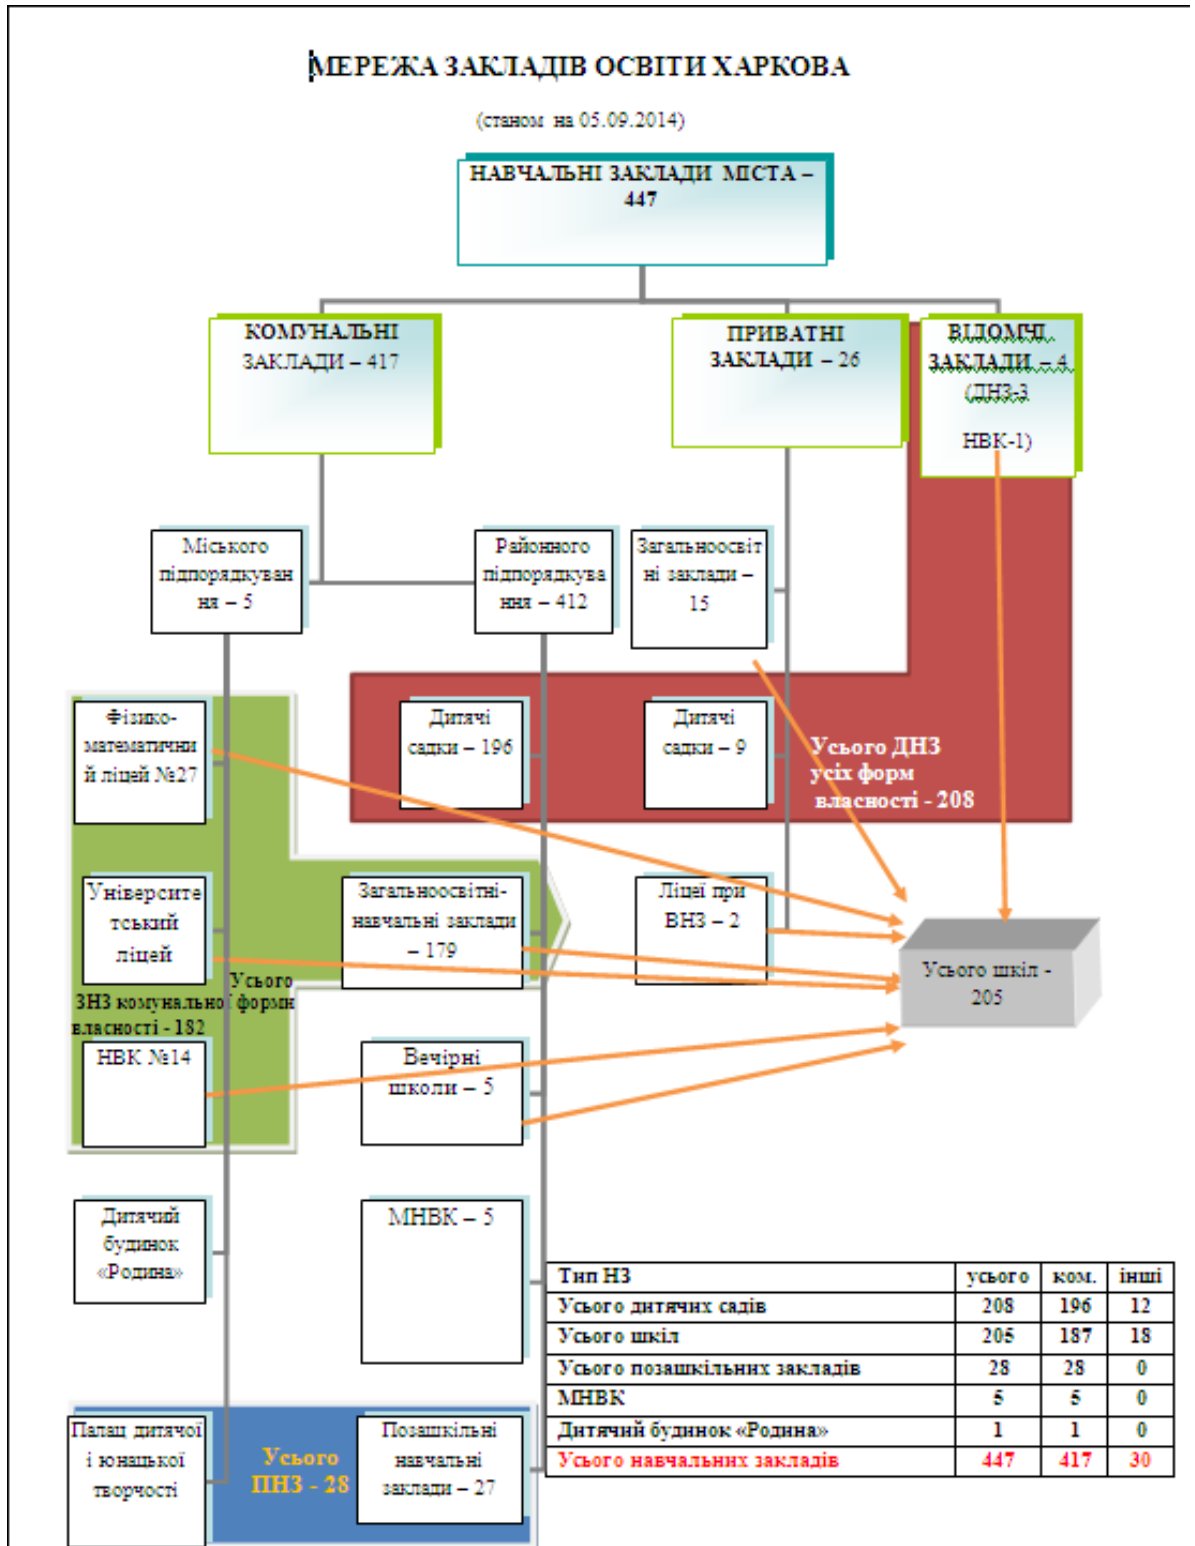 МЕРЕЖА ЗАКЛАДІВ ОСВІТИ ХАРКОВА
(станом на 05.09.2014)
НАВЧАЛЬНІ ЗАКЛАДИ МІСТА –
447
КОМУНАЛЬНІ
ЗАКЛАДИ – 417
ПРИВАТНІ
ЗАКЛАДИ – 26
ВІДОМЧІ
ЗАКЛАДИ – 4
(ДНЗ-3
НВК-1)
Міського
підпорядкуван
ня – 5
Районного
підпорядкува
ння – 412
Загальноосвіт
ні заклади –
15
Фізико-
математични
й ліцей №27
Дитячі
садки – 196
Дитячі
садки – 9
Усього ДНЗ
усіх форм
власності - 208
Університе
тський
ліцей
Загальноосвітні-
навчальні заклади
– 179
Ліцеї при
ВНЗ – 2
Усього шкіл -
205
Усього
ЗНЗ комунальної форми
власності - 182
НВК №14
Вечірні
школи – 5
Дитячий
будинок
«Родина»
МНВК – 5
Тип НЗ усього ком. інші
Усього дитячих садів 208 196 12
Усього шкіл 205 187 18
Усього позашкільних закладів 28 28 0
МНВК 5 5 0
Дитячий будинок «Родина» 1 1 0
Усього навчальних закладів 447 417 30
Палац дитячої
і юнацької
творчості
Усього
ПНЗ - 28
Позашкільні
навчальні
заклади – 27